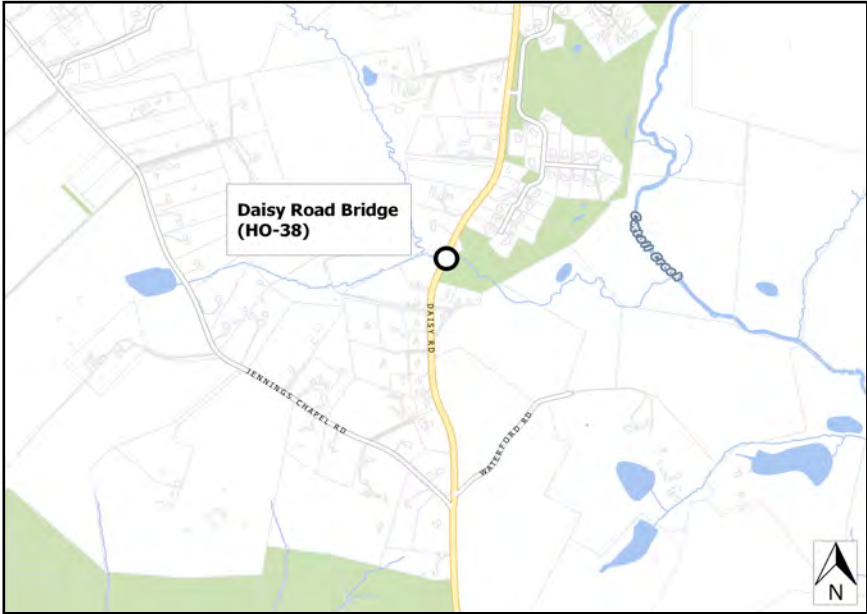 Daisy Road Bridge
(HO-38)
Cattail Creek
DAISY RD
JENNINGS CHAPEL RD
WATERFORD RD
N